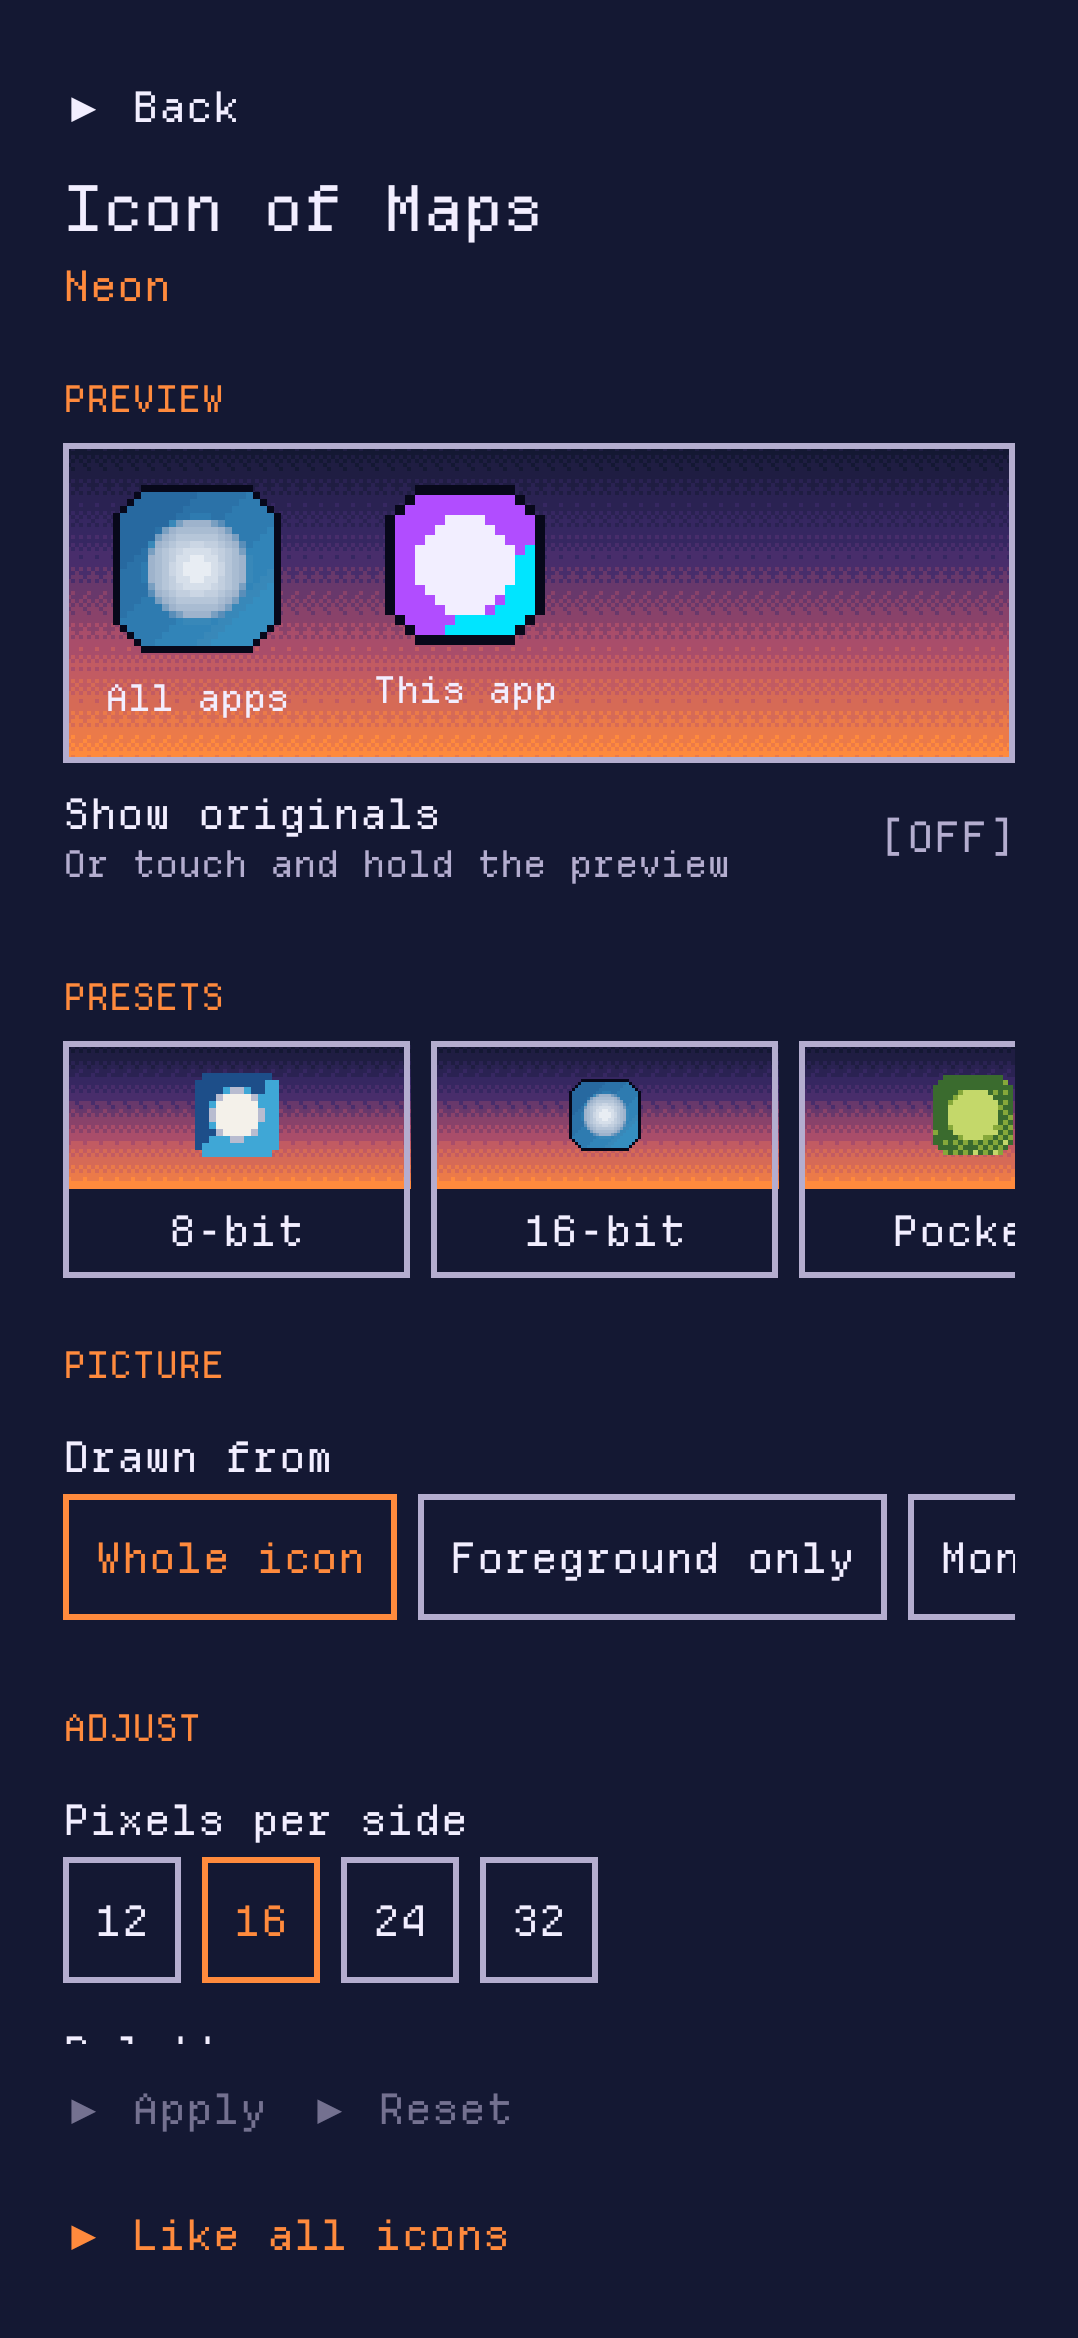 ► Back
Icon of Maps
Neon
PREVIEW
All apps
This app
Show originals
[OFF]
Or touch and hold the preview
PRESETS
8-bit
16-bit
Pocke
PICTURE
Drawn from
Whole icon
Foreground only
Mon
ADJUST
Pixels per side
12
16
24
32
► Apply
► Reset
► Like all icons